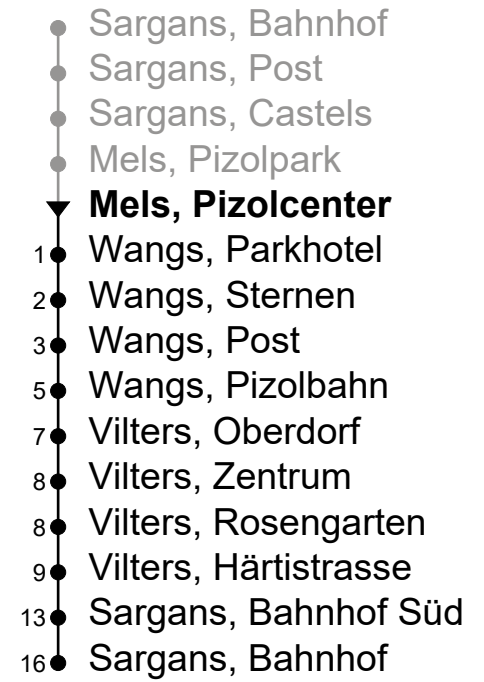 Sargans, Bahnhof
Sargans, Post
Sargans, Castels
Mels, Pizolpark
Mels, Pizolcenter
1 Wangs, Parkhotel
2 Wangs, Sternen
3 Wangs, Post
5 Wangs, Pizolbahn
7 Vilters, Oberdorf
8 Vilters, Zentrum
8 Vilters, Rosengarten
9 Vilters, Härtistrasse
13 Sargans, Bahnhof Süd
16 Sargans, Bahnhof